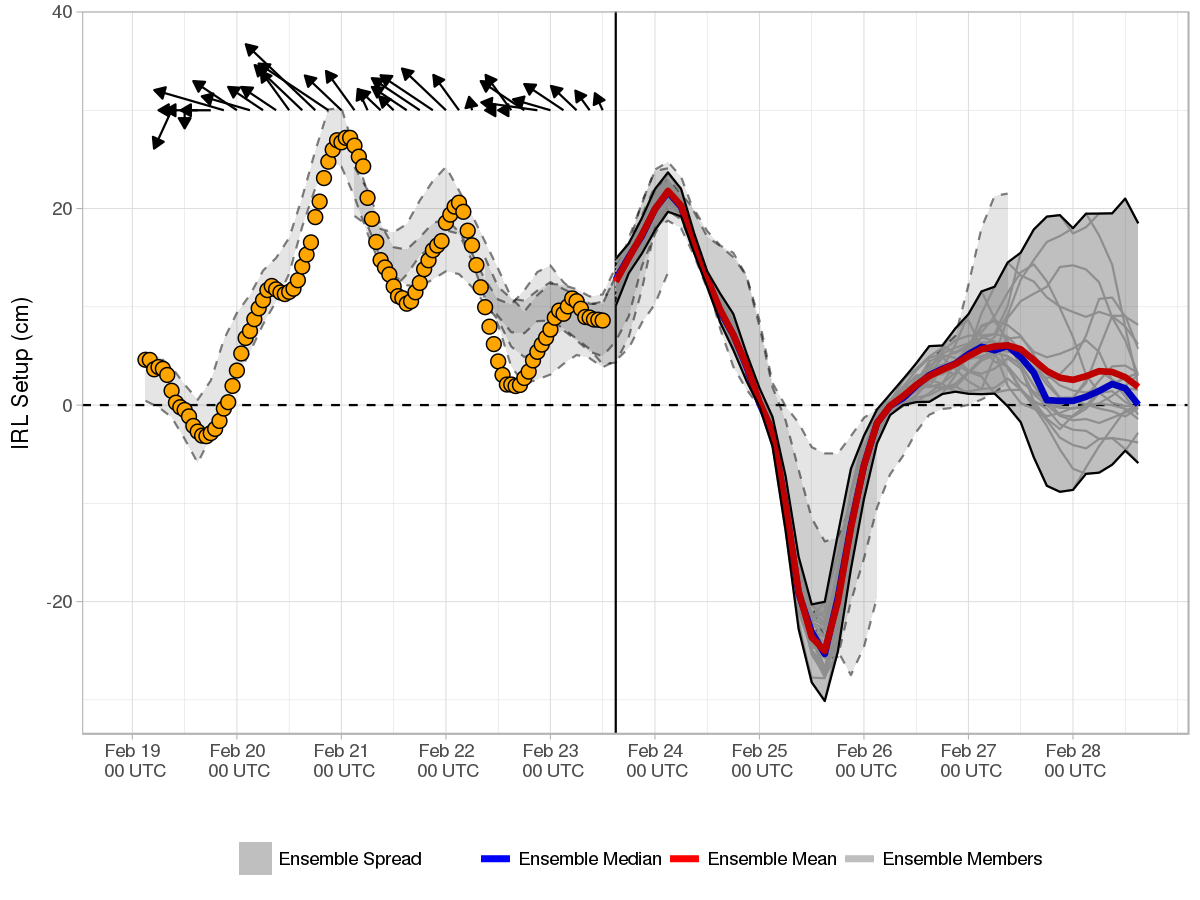 40
20
0
-20
IRL Setup (cm)
Feb 19 Feb 20 Feb 21 Feb 22 Feb 23 Feb 24 Feb 25 Feb 26 Feb 27 Feb 28
00 UTC 00 UTC 00 UTC 00 UTC 00 UTC 00 UTC 00 UTC 00 UTC 00 UTC 00 UTC
Ensemble Spread Ensemble Median Ensemble Mean Ensemble Members